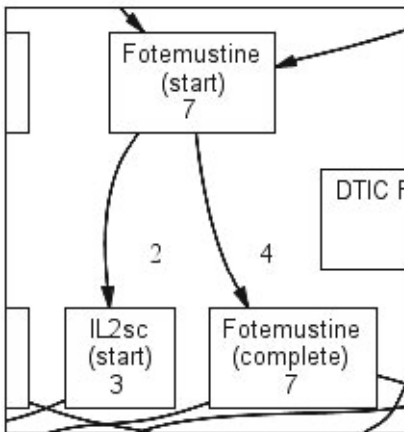 Fotemustine
(start)
7
DTIC
2
4
IL2sc
(start)
3
Fotemustine
(complete)
7